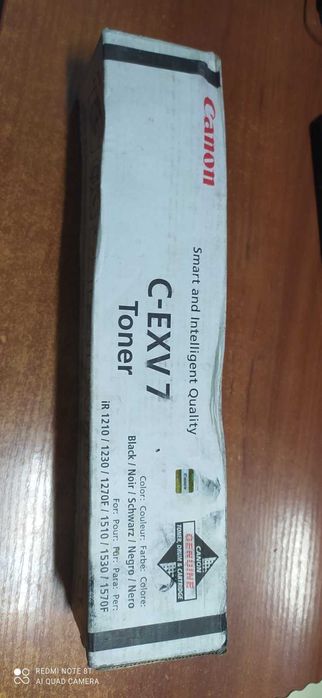 Canon
Smart and Intelligent Quality
C-EXV 7
Toner
Color: Couleur: Farbe: Colore:
Black / Noir / Schwarz / Negro / Nero
For: Pour: Für: Para: Per:
iR 1210 / 1230 / 1270F / 1510 / 1530 / 1570F
CANON
GENUINE
TONER, DRUM & CARTRIDGE
REDMI NOTE 8T
AI QUAD CAMERA